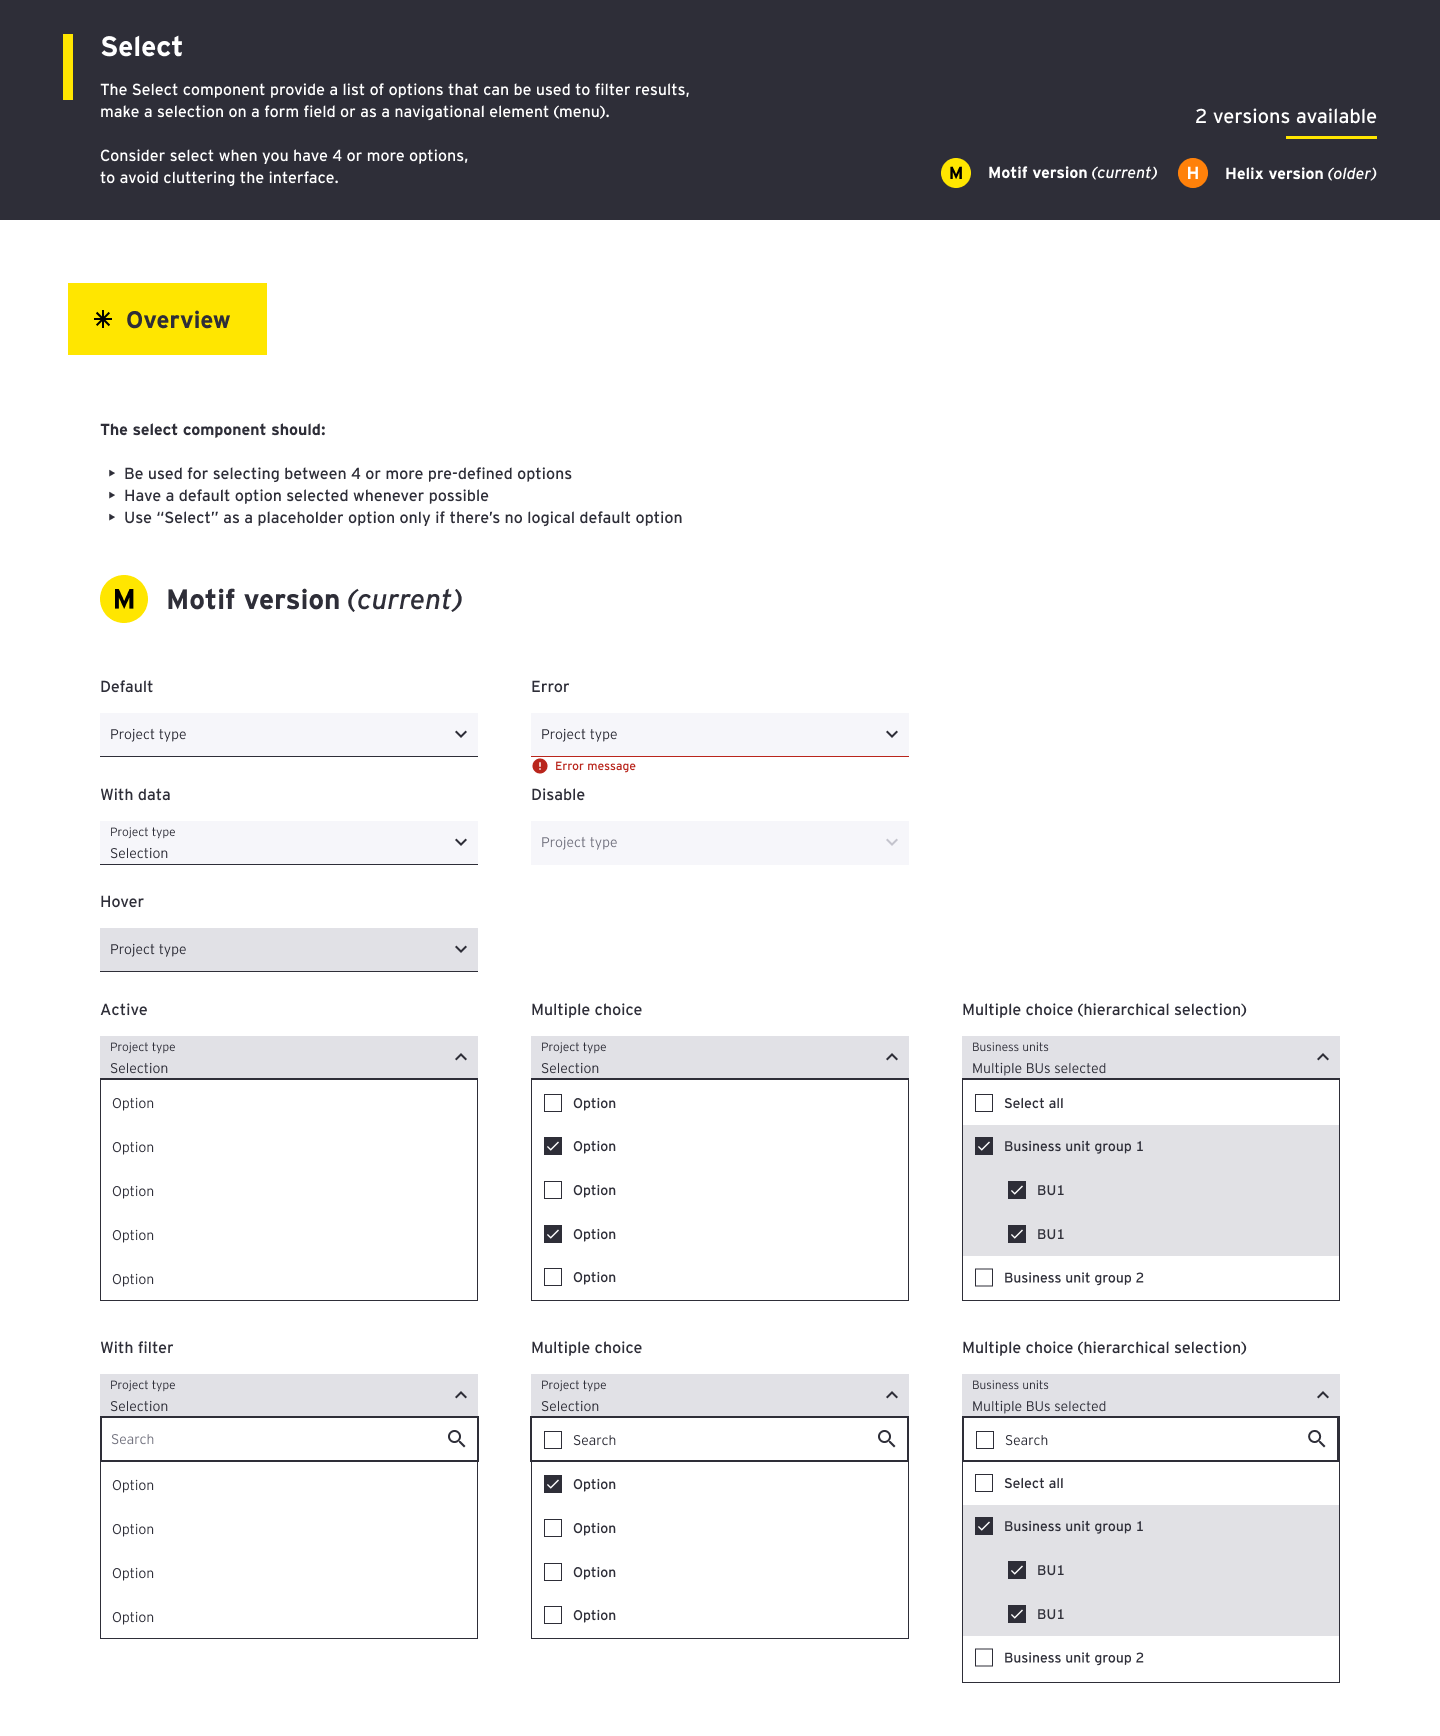 Select
The Select component provide a list of options that can be used to filter results,
make a selection on a form field or as a navigational element (menu).
Consider select when you have 4 or more options,
to avoid cluttering the interface.
2 versions available
M Motif version (current) H Helix version (older)
Overview
The select component should:
Be used for selecting between 4 or more pre-defined options
Have a default option selected whenever possible
Use “Select” as a placeholder option only if there’s no logical default option
M Motif version (current)
Default
Project type
Error
Project type
Error message
With data
Project type
Selection
Disable
Project type
Hover
Project type
Active
Project type
Selection
Option
Option
Option
Option
Option
Multiple choice
Project type
Selection
Option
Option
Option
Option
Option
Multiple choice (hierarchical selection)
Business units
Multiple BUs selected
Select all
Business unit group 1
BU1
BU1
Business unit group 2
With filter
Project type
Selection
Search
Option
Option
Option
Option
Multiple choice
Project type
Selection
Search
Option
Option
Option
Option
Multiple choice (hierarchical selection)
Business units
Multiple BUs selected
Search
Select all
Business unit group 1
BU1
BU1
Business unit group 2